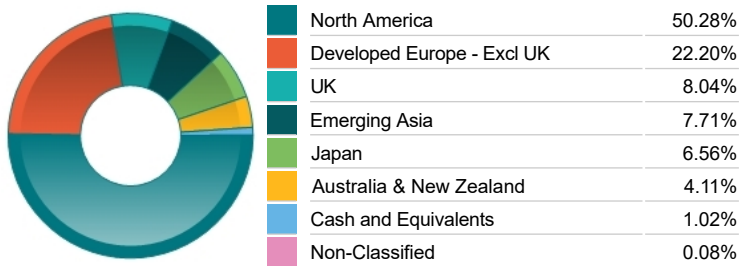 North America 50.28%
Developed Europe - Excl UK 22.20%
UK 8.04%
Emerging Asia 7.71%
Japan 6.56%
Australia & New Zealand 4.11%
Cash and Equivalents 1.02%
Non-Classified 0.08%